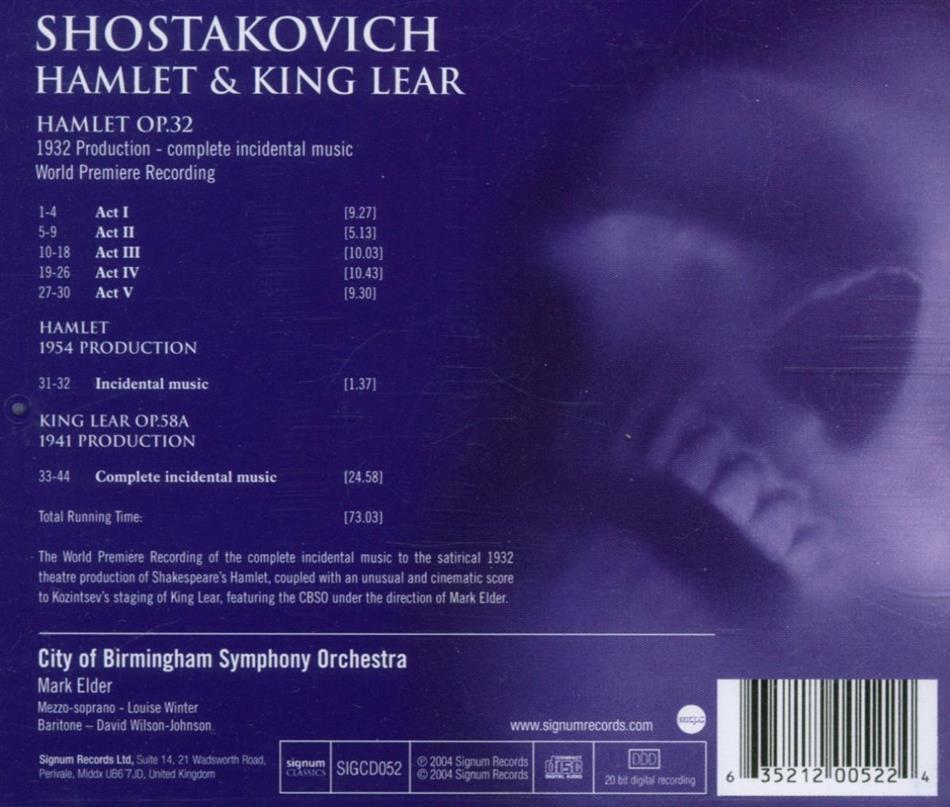 SHOSTAKOVICH
HAMLET & KING LEAR
HAMLET OP.32
1932 Production - complete incidental music
World Premiere Recording
1-4 Act I [9.27]
5-9 Act II [5.13]
10-18 Act III [10.03]
19-26 Act IV [10.43]
27-30 Act V [9.30]
HAMLET
1954 PRODUCTION
31-32 Incidental music [1.37]
KING LEAR OP.58A
1941 PRODUCTION
33-44 Complete incidental music [24.58]
Total Running Time: [73.03]
The World Premiere Recording of the complete incidental music to the satirical 1932
theatre production of Shakespeare's Hamlet, coupled with an unusual and cinematic score
to Kozintsev's staging of King Lear, featuring the CBSO under the direction of Mark Elder.
City of Birmingham Symphony Orchestra
Mark Elder
Mezzo-soprano - Louise Winter
Baritone – David Wilson-Johnson
www.signumrecords.com
mcps
Signum Records Ltd, Suite 14, 21 Wadsworth Road,
Perivale, Middx UB6 7JD, United Kingdom
signum
CLASSICS
SIGCD052
℗ 2004 Signum Records
© 2004 Signum Records
COMPACT
disc
DIGITAL AUDIO
DDD
20 bit digital recording
6 35212 00522 4